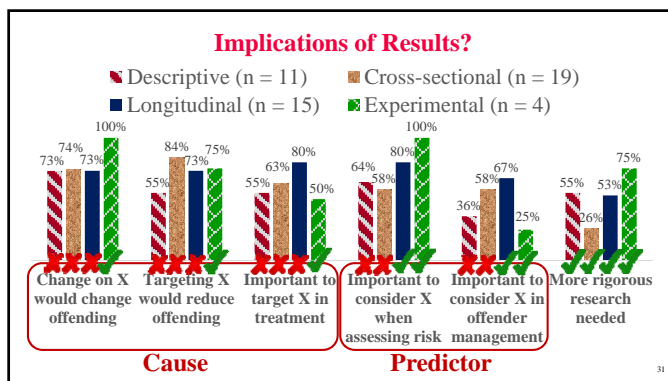 Implications of Results?
Descriptive (n = 11)
Cross-sectional (n = 19)
Longitudinal (n = 15)
Experimental (n = 4)
73%
74%
73%
100%
55%
84%
73%
75%
55%
63%
80%
50%
64%
58%
80%
100%
36%
58%
67%
25%
55%
26%
53%
75%
Change on X
would change
offending
Targeting X
would reduce
offending
Important to
target X in
treatment
Important to
consider X
when
assessing risk
Important to
consider X in
offender
management
More rigorous
research
needed
Cause
Predictor
31